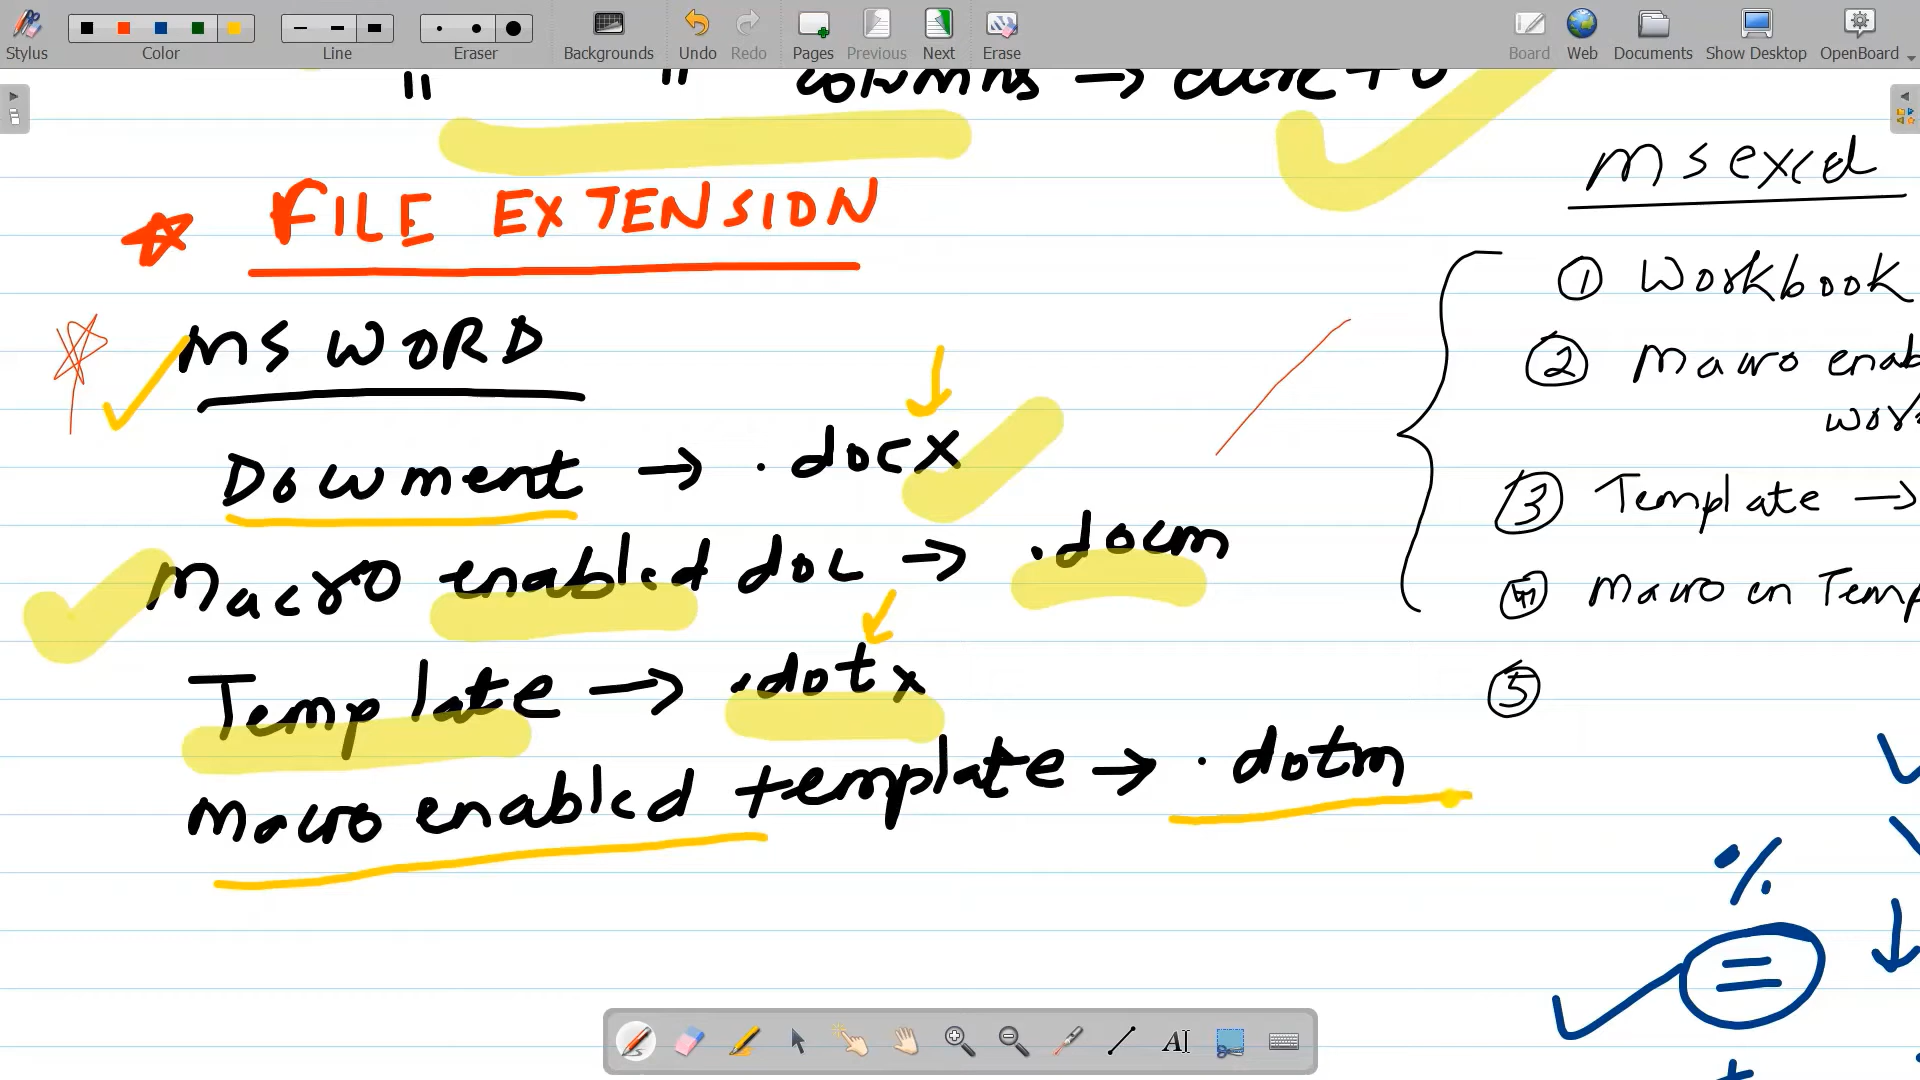 Stylus Color Line Eraser Backgrounds Undo Redo Pages Previous Next Erase Board Web Documents Show Desktop OpenBoard
" " columns →
FILE EXTENSION
MS WORD
Document → .docx
Macro enabled doc → .docm
Template → .dotx
Macro enabled template → .dotm
ms excel
① Workbook
② Macro enab
wor
③ Template →
④ Macro en Temp
⑤
%
=